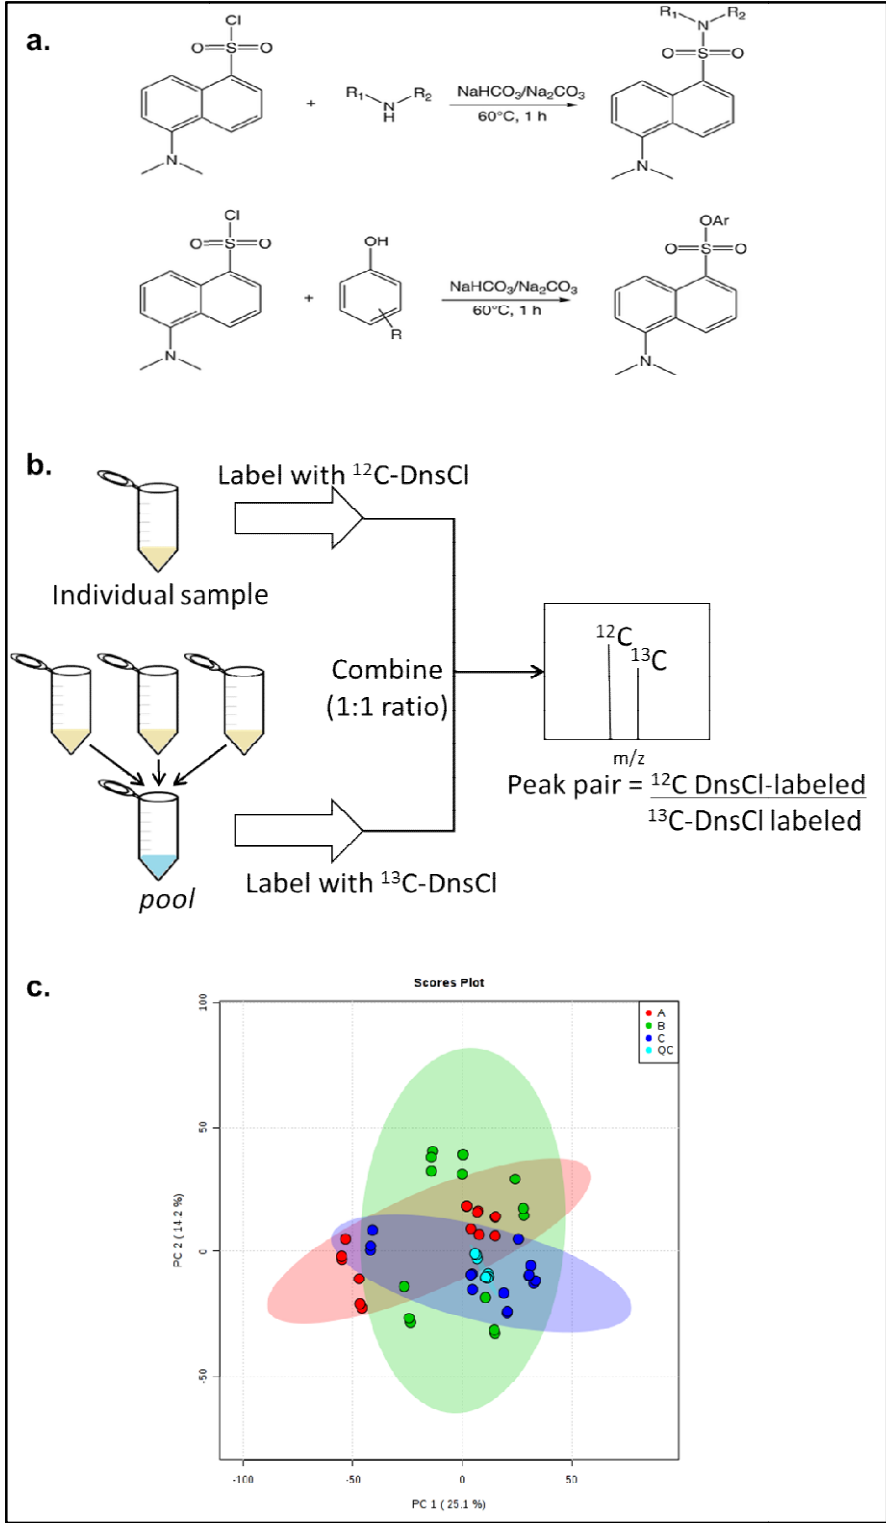 a.
Cl
O=S=O
N
+
R₁ N H R₂
NaHCO₃/Na₂CO₃
60°C, 1 h
R₁ N R₂
O=S=O
N
Cl
O=S=O
N
+
OH
R
NaHCO₃/Na₂CO₃
60°C, 1 h
OAr
O=S=O
N
b.
Label with ¹²C-DnsCl
Individual sample
Combine
(1:1 ratio)
¹²C
¹³C
m/z
Peak pair = ¹²C DnsCl-labeled
¹³C-DnsCl labeled
pool
Label with ¹³C-DnsCl
c.
Scores Plot
A
B
C
QC
PC 2 ( 14.2 %)
100
50
0
-50
-100
-50
0
50
PC 1 ( 25.1 %)